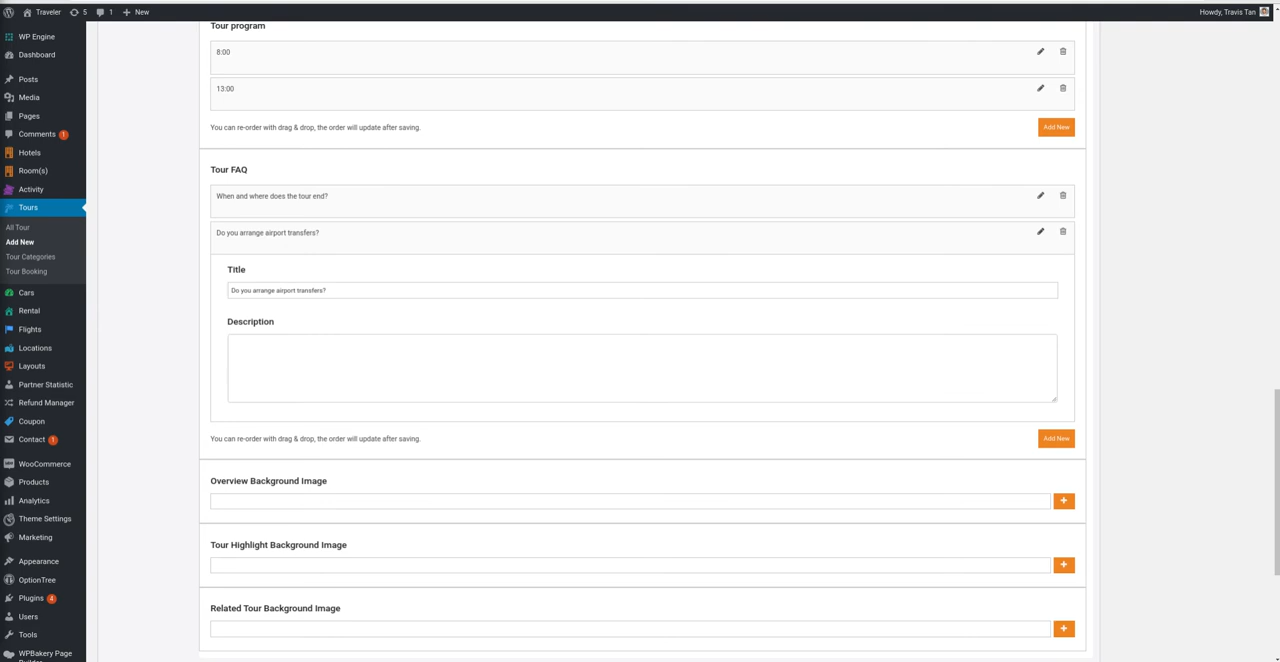 Traveler
5
1
New
Howdy, Travis Tan
WP Engine
Dashboard
Posts
Media
Pages
Comments 1
Hotels
Room(s)
Activity
Tours
All Tour
Add New
Tour Categories
Tour Booking
Cars
Rental
Flights
Locations
Layouts
Partner Statistic
Refund Manager
Coupon
Contact 1
WooCommerce
Products
Analytics
Theme Settings
Marketing
Appearance
OptionTree
Plugins 4
Users
Tools
WPBakery Page
Tour program
8:00
13:00
You can re-order with drag & drop, the order will update after saving.
Add New
Tour FAQ
When and where does the tour end?
Do you arrange airport transfers?
Title
Do you arrange airport transfers?
Description
You can re-order with drag & drop, the order will update after saving.
Add New
Overview Background Image
Tour Highlight Background Image
Related Tour Background Image